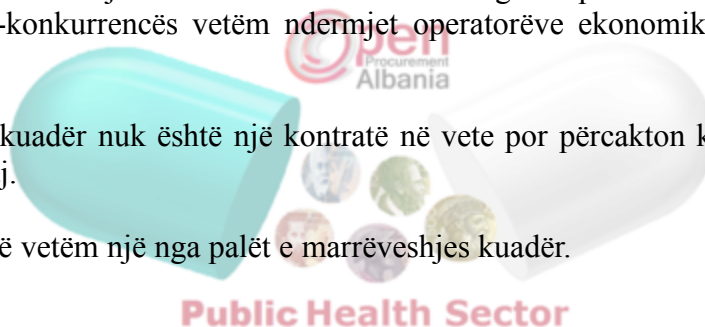 -konkurrencës vetëm ndermjet operatorëve ekonomik
Open
Procurement
Albania
kuadër nuk është një kontratë në vete por përcakton k
j.
ë vetëm një nga palët e marrëveshjes kuadër.
Public Health Sector